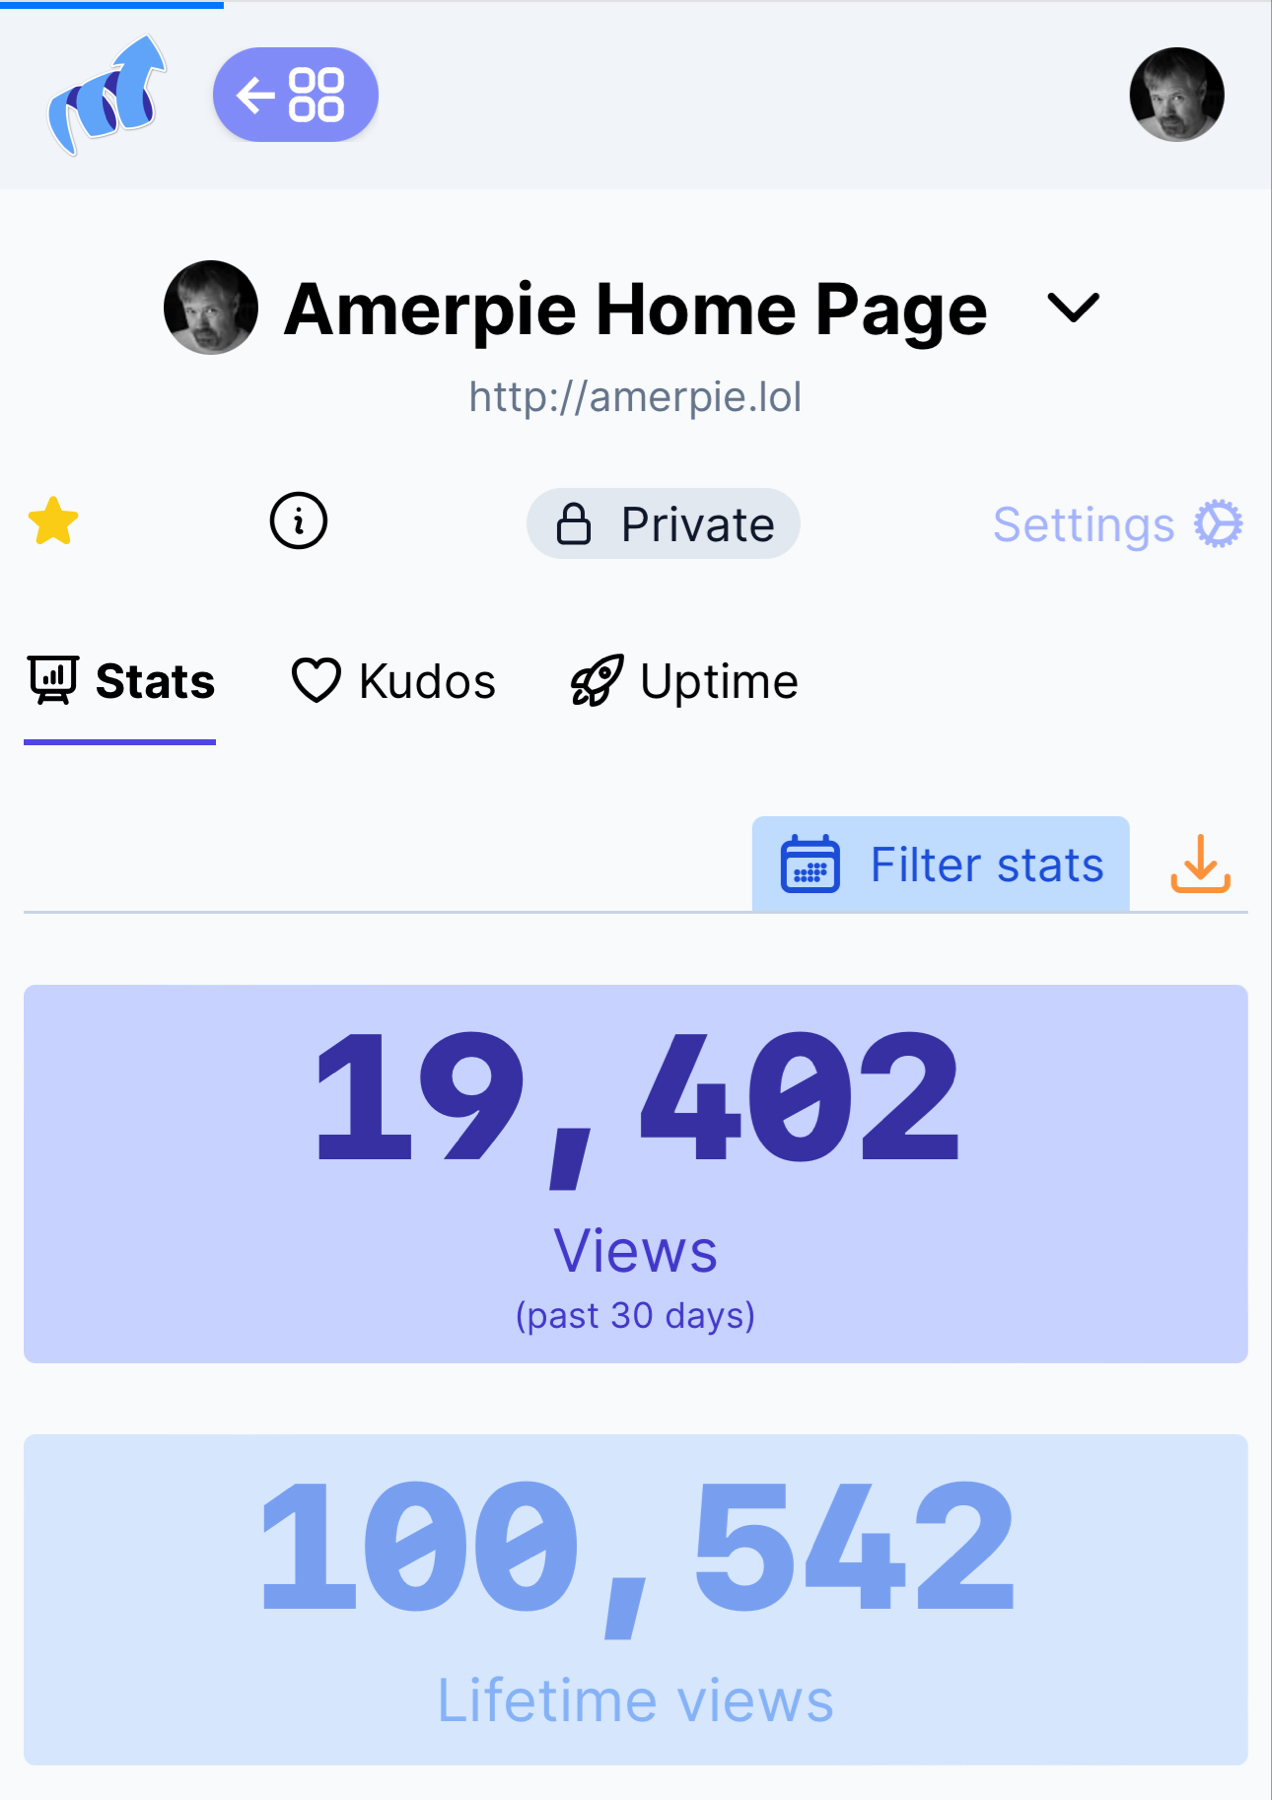 Amerpie Home Page
http://amerpie.lol
Private
Settings
Stats
Kudos
Uptime
Filter stats
19,402
Views
(past 30 days)
100,542
Lifetime views